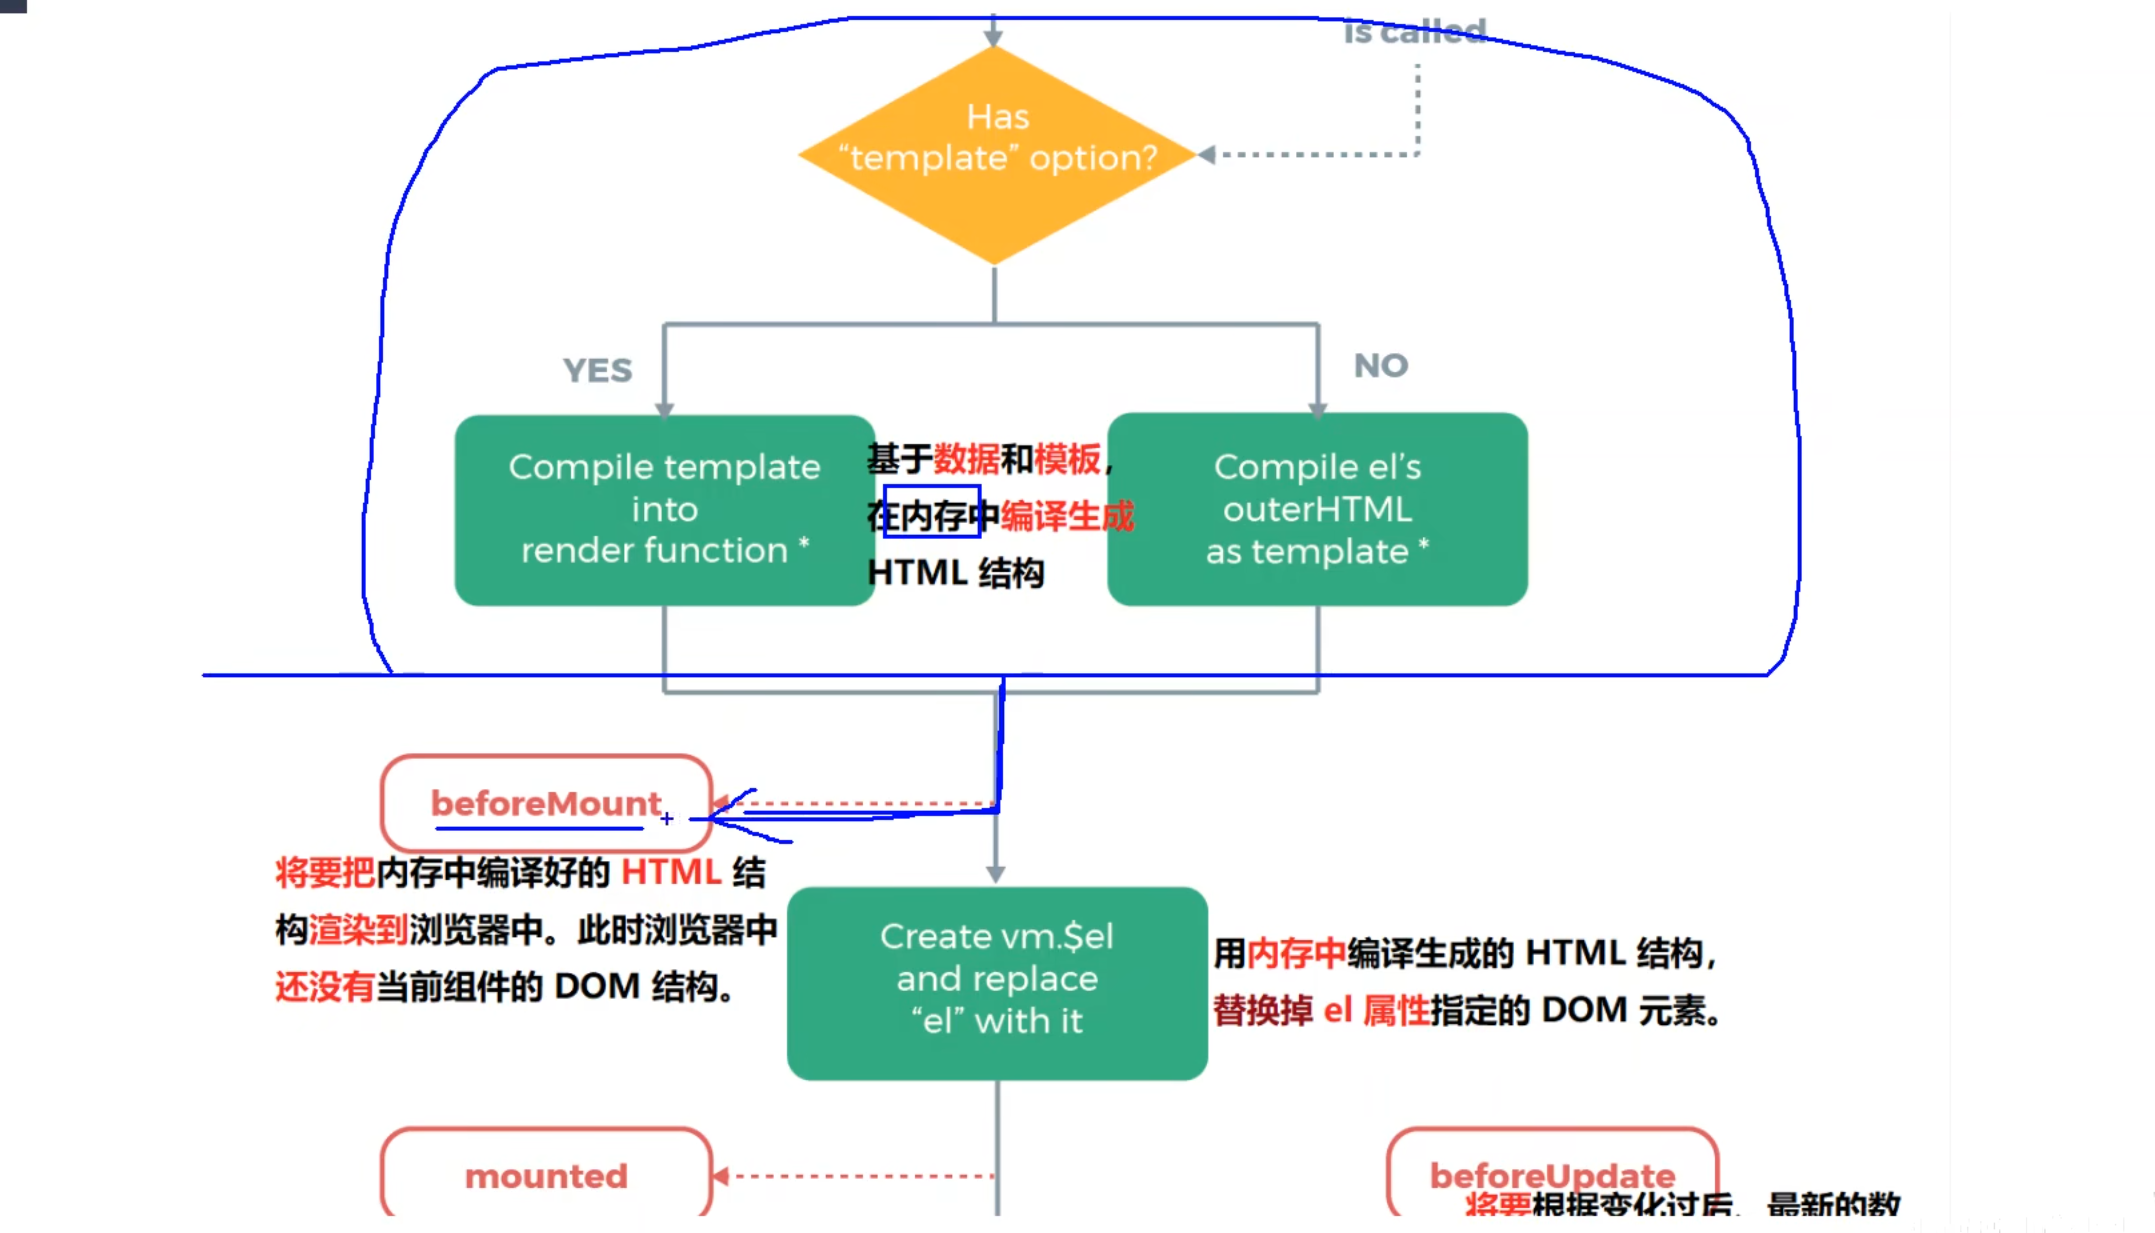 is called
Has
“template” option?
YES
NO
Compile template
into
render function *
基于数据和模板，
在内存中编译生成
HTML 结构
Compile el’s
outerHTML
as template *
beforeMount
将要把内存中编译好的 HTML 结
构渲染到浏览器中。此时浏览器中
还没有当前组件的 DOM 结构。
Create vm.$el
and replace
“el” with it
用内存中编译生成的 HTML 结构，
替换掉 el 属性指定的 DOM 元素。
mounted
beforeUpdate
将要根据变化过后、最新的数